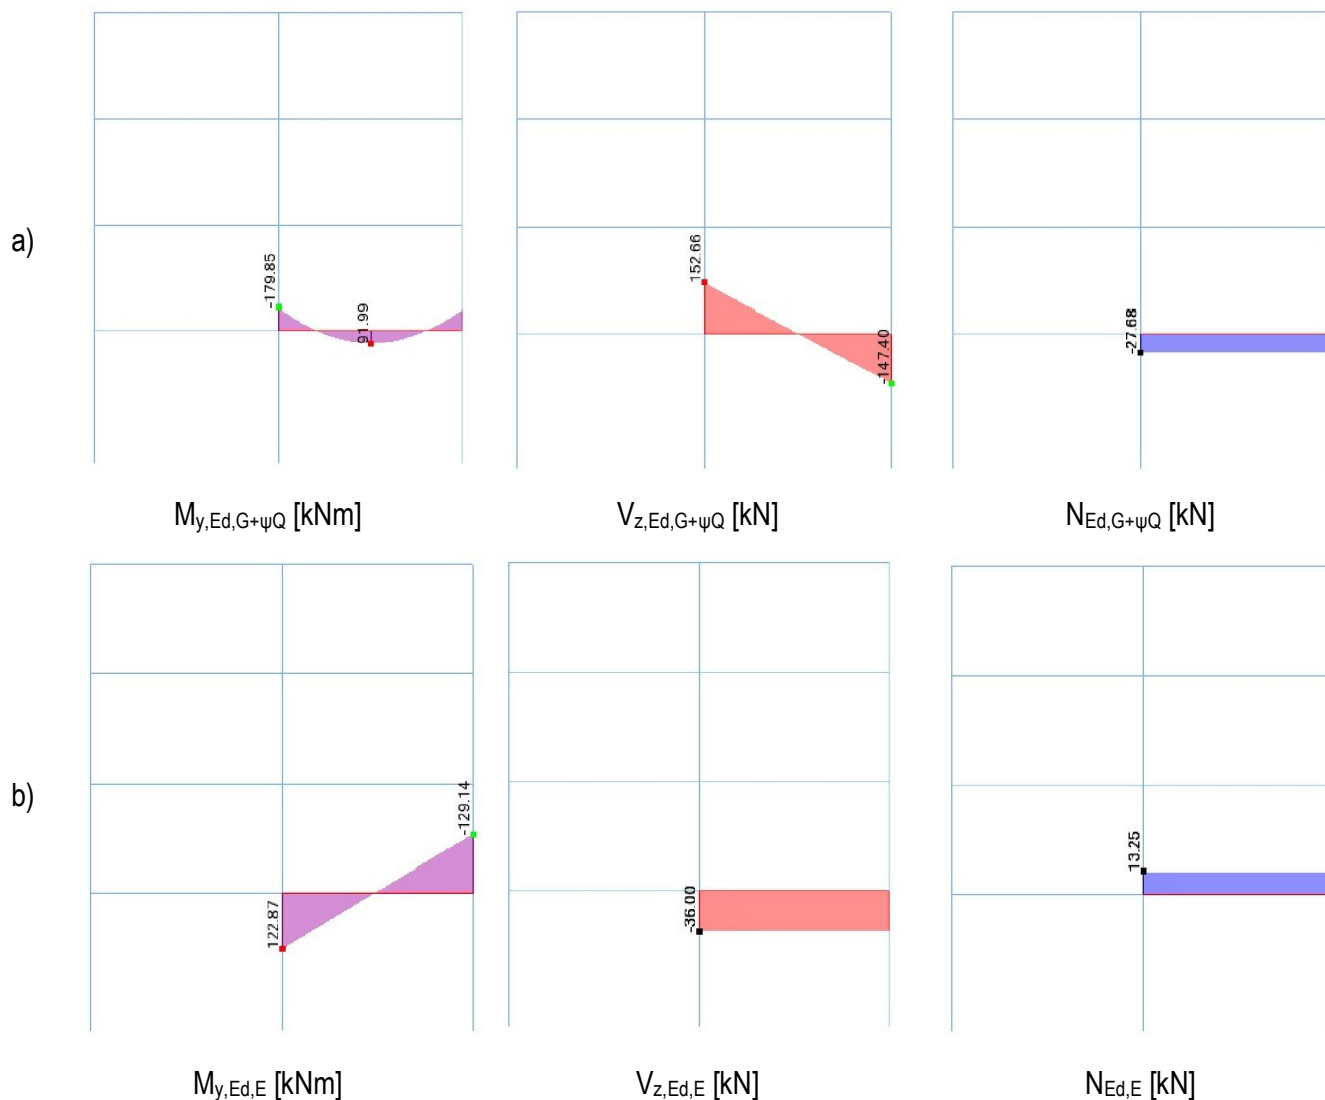 a)
-179.85
91.99
152.66
-147.40
-27.68
My,Ed,G+ψQ [kNm]
Vz,Ed,G+ψQ [kN]
NEd,G+ψQ [kN]
b)
122.87
-129.14
-36.00
13.25
My,Ed,E [kNm]
Vz,Ed,E [kN]
NEd,E [kN]